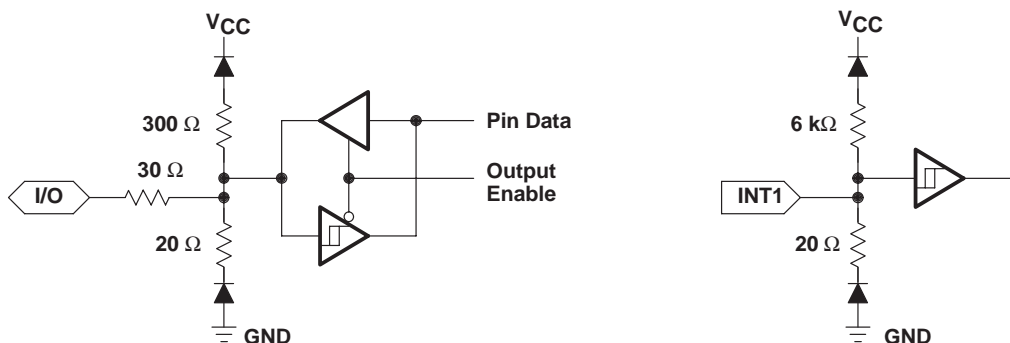 VCC
300 Ω
30 Ω
I/O
20 Ω
GND
Pin Data
Output
Enable
VCC
6 kΩ
INT1
20 Ω
GND